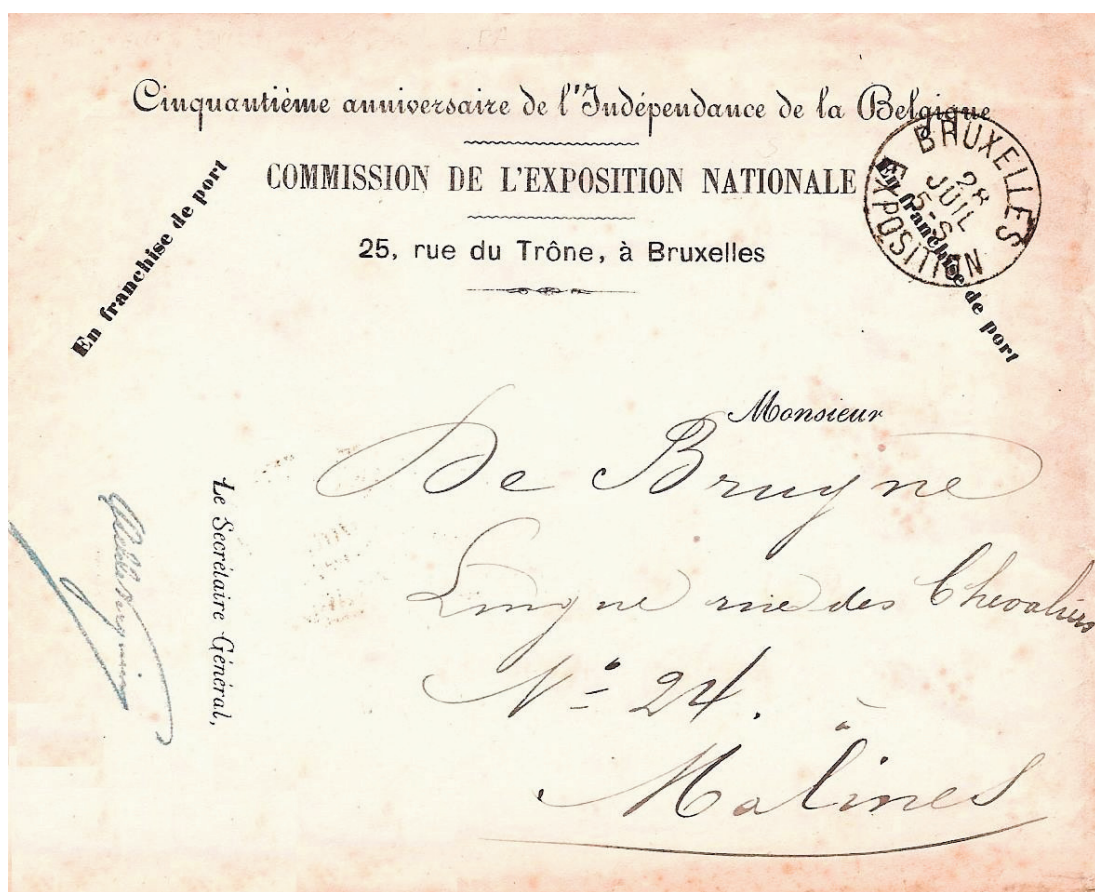 Cinquantième anniversaire de l'Indépendance de la Belgique
COMMISSION DE L'EXPOSITION NATIONALE
25, rue du Trône, à Bruxelles
En franchise de port
En franchise de port
BRUXELLES
28
JUIL
5-S
EXPOSITION
Monsieur
De Bruyne
Longue rue des Chevaliers
Nº 24. à
Malines
Le Secrétaire Général,